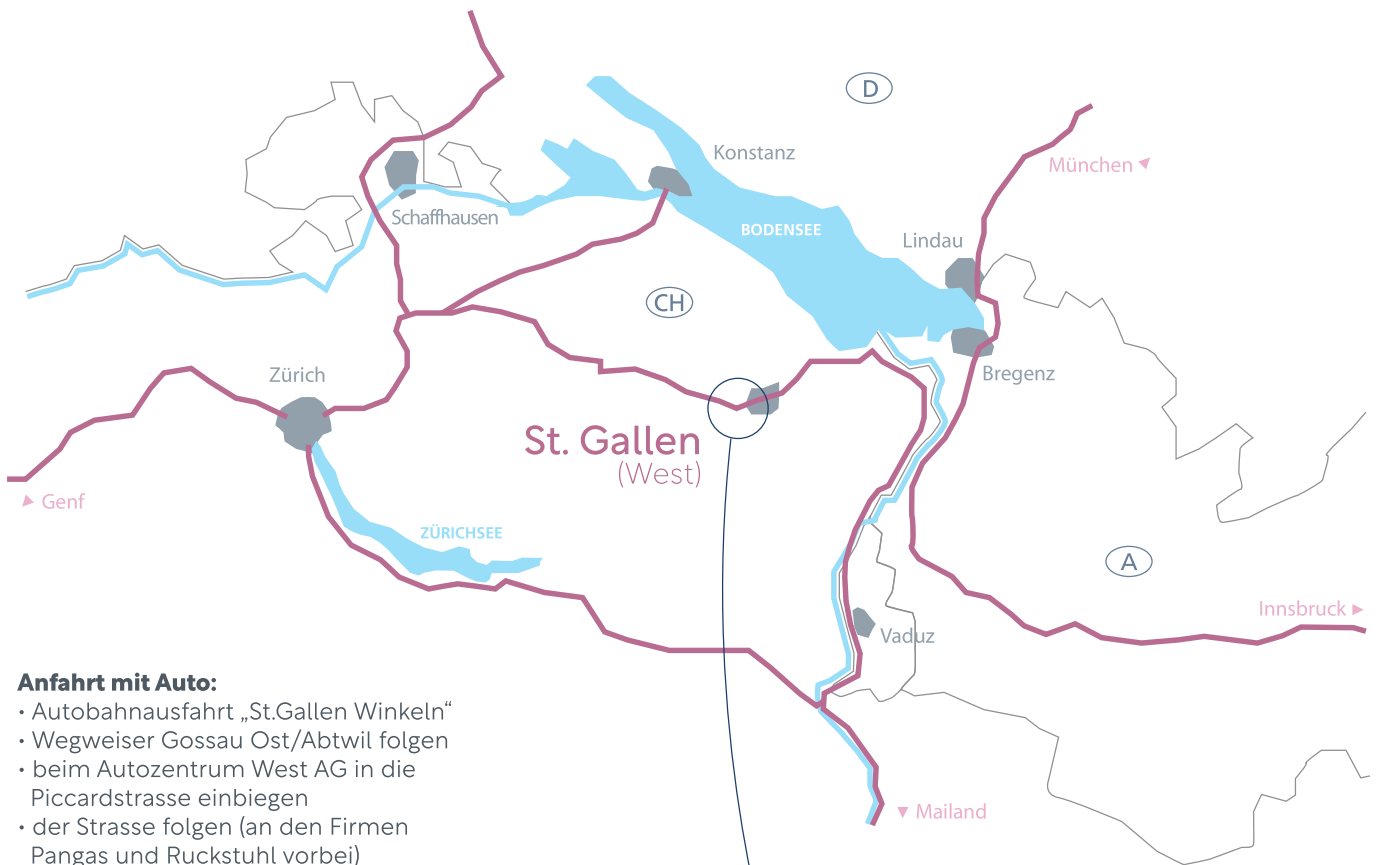 D
Konstanz
München
Schaffhausen
BODENSEE
Lindau
CH
Zürich
Bregenz
St. Gallen
(West)
Genf
ZÜRICHSEE
A
Innsbruck
Vaduz
Anfahrt mit Auto:
• Autobahnausfahrt „St.Gallen Winkeln“
• Wegweiser Gossau Ost/Abtwil folgen
• beim Autozentrum West AG in die
Piccardstrasse einbiegen
Mailand
• der Strasse folgen (an den Firmen
Pangas und Ruckstuhl vorbei)